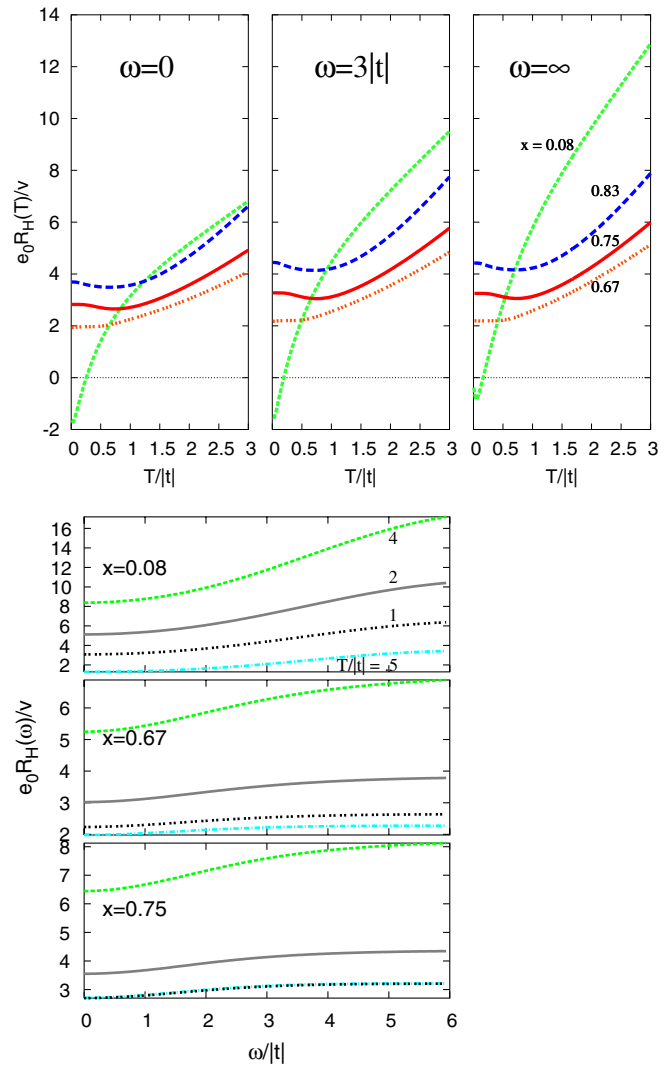 14
12
10
8
6
4
2
0
-2
e₀R_H(T)/v
ω=0
ω=3|t|
ω=∞
x = 0.08
0.83
0.75
0.67
0 0.5 1 1.5 2 2.5 3
0 0.5 1 1.5 2 2.5 3
0 0.5 1 1.5 2 2.5 3
T/|t|
T/|t|
T/|t|
16
14
12
10
8
6
4
2
x=0.08
4
2
1
T/|t| = .5
e₀R_H(ω)/v
6
5
4
3
2
x=0.67
8
7
6
5
4
3
x=0.75
0 1 2 3 4 5 6
ω/|t|